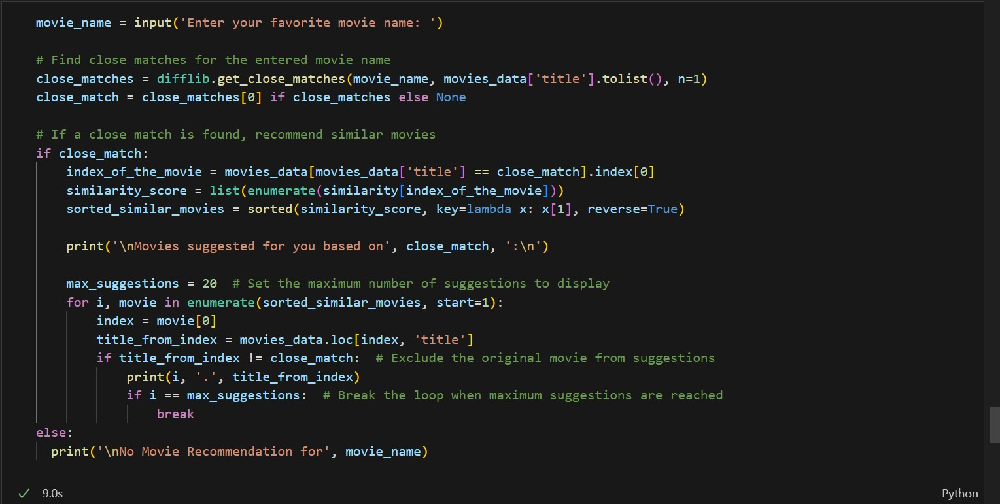 movie_name = input('Enter your favorite movie name: ')
# Find close matches for the entered movie name
close_matches = difflib.get_close_matches(movie_name, movies_data['title'].tolist(), n=1)
close_match = close_matches[0] if close_matches else None
# If a close match is found, recommend similar movies
if close_match:
    index_of_the_movie = movies_data[movies_data['title'] == close_match].index[0]
    similarity_score = list(enumerate(similarity[index_of_the_movie]))
    sorted_similar_movies = sorted(similarity_score, key=lambda x: x[1], reverse=True)
    print('\nMovies suggested for you based on', close_match, ':\n')
    max_suggestions = 20  # Set the maximum number of suggestions to display
    for i, movie in enumerate(sorted_similar_movies, start=1):
        index = movie[0]
        title_from_index = movies_data.loc[index, 'title']
        if title_from_index != close_match:  # Exclude the original movie from suggestions
            print(i, '.', title_from_index)
            if i == max_suggestions:  # Break the loop when maximum suggestions are reached
                break
else:
  print('\nNo Movie Recommendation for', movie_name)
9.0s
Python